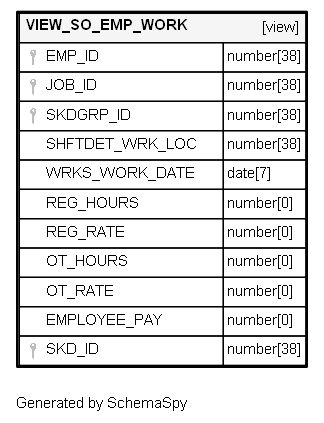 VIEW_SO_EMP_WORK [view]
EMP_ID number[38]
JOB_ID number[38]
SKDGRP_ID number[38]
SHFTDET_WRK_LOC number[38]
WRKS_WORK_DATE date[7]
REG_HOURS number[0]
REG_RATE number[0]
OT_HOURS number[0]
OT_RATE number[0]
EMPLOYEE_PAY number[0]
SKD_ID number[38]
Generated by SchemaSpy